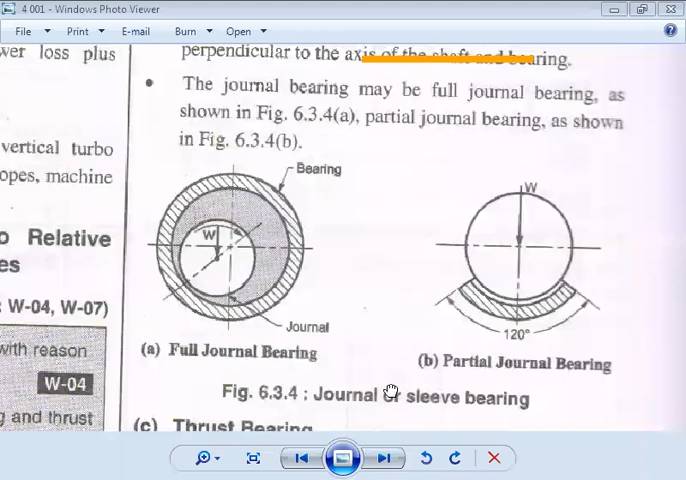 4 001 - Windows Photo Viewer
File Print E-mail Burn Open
wer loss plus
vertical turbo
opes, machine
o Relative
es
: W-04, W-07)
with reason
W-04
g and thrust
perpendicular to the axis of the shaft and bearing.
• The journal bearing may be full journal bearing, as
shown in Fig. 6.3.4(a), partial journal bearing, as shown
in Fig. 6.3.4(b).
Bearing
W
Journal
(a) Full Journal Bearing
W
120°
(b) Partial Journal Bearing
Fig. 6.3.4 : Journal or sleeve bearing
(c) Thrust Bearing